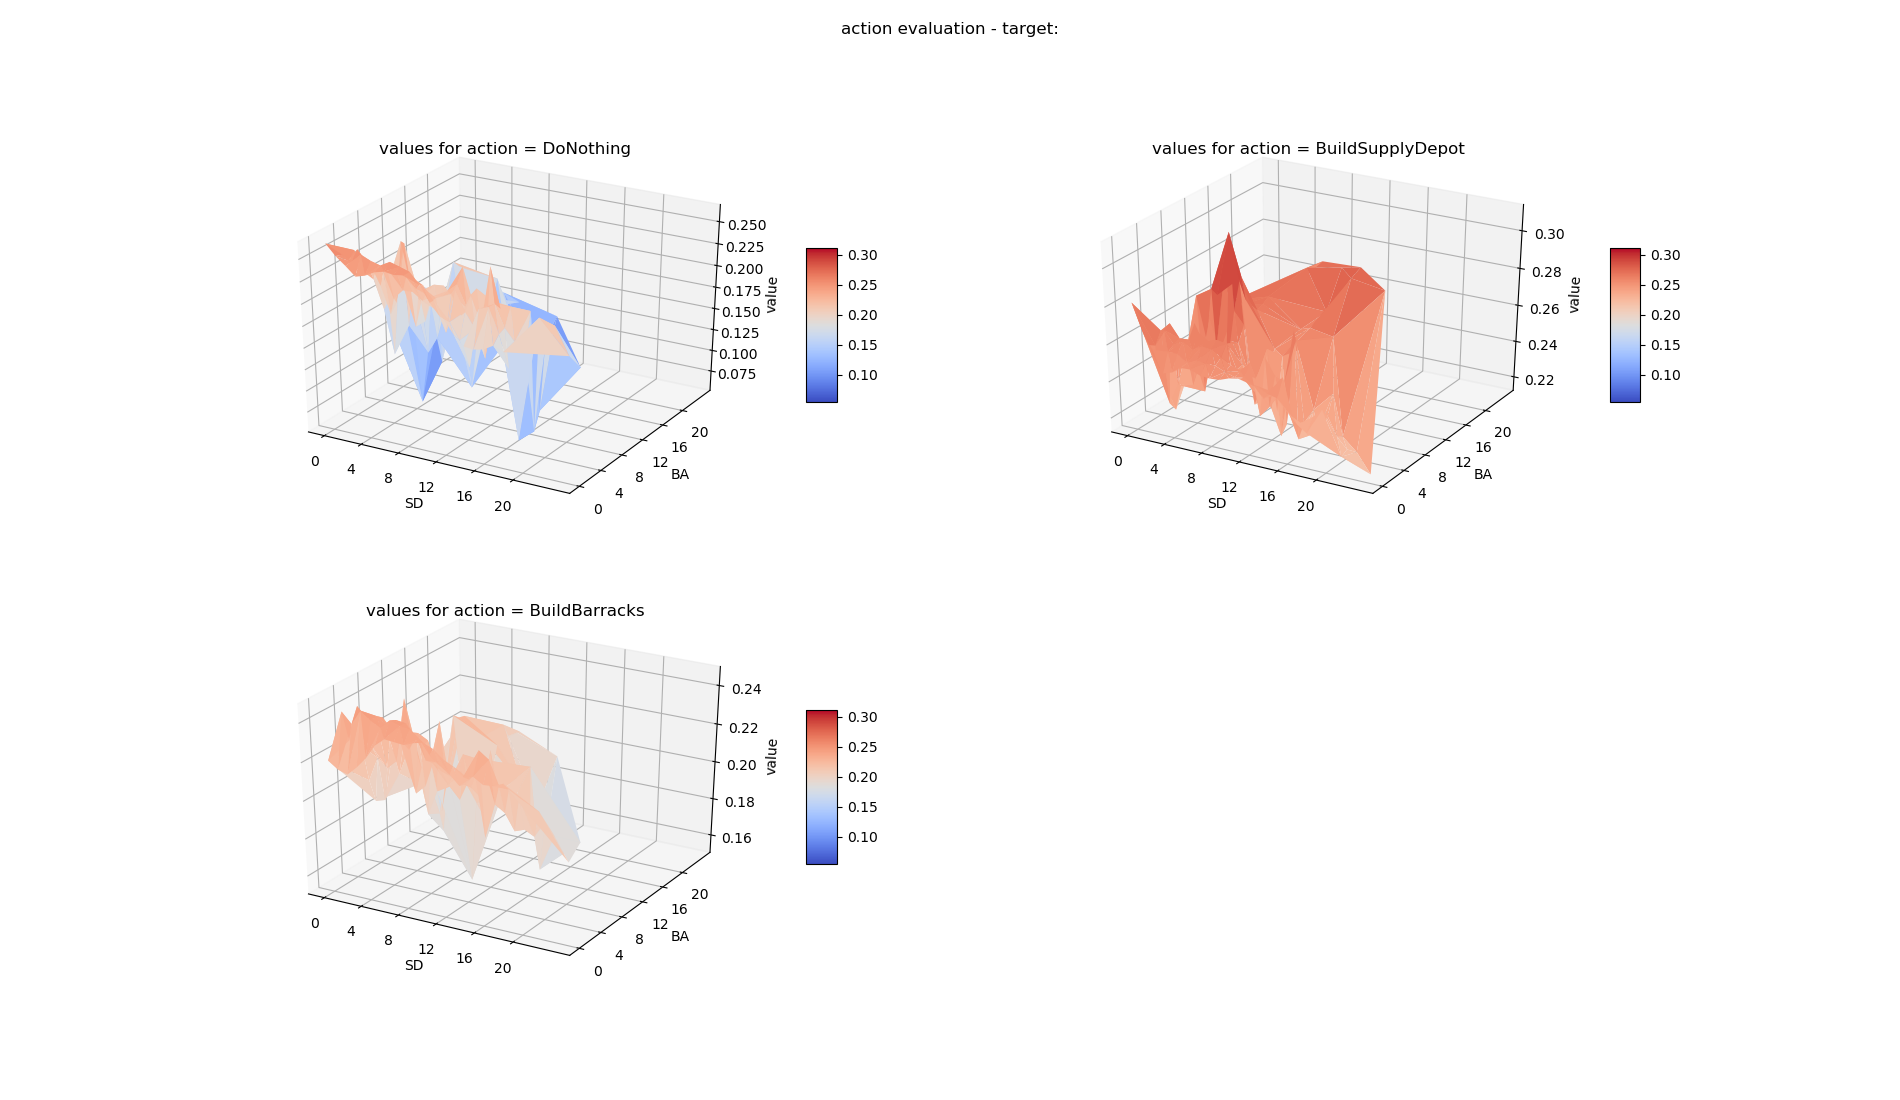 action evaluation - target:
values for action = DoNothing
0.250
0.225
0.200
0.175
0.150
0.125
0.100
0.075
value
0 4 8 12 16 20
SD
0 4 8 12 16 20
BA
0.30
0.25
0.20
0.15
0.10
values for action = BuildSupplyDepot
0.30
0.28
0.26
0.24
0.22
value
0 4 8 12 16 20
SD
0 4 8 12 16 20
BA
0.30
0.25
0.20
0.15
0.10
values for action = BuildBarracks
0.24
0.22
0.20
0.18
0.16
value
0 4 8 12 16 20
SD
0 4 8 12 16 20
BA
0.30
0.25
0.20
0.15
0.10